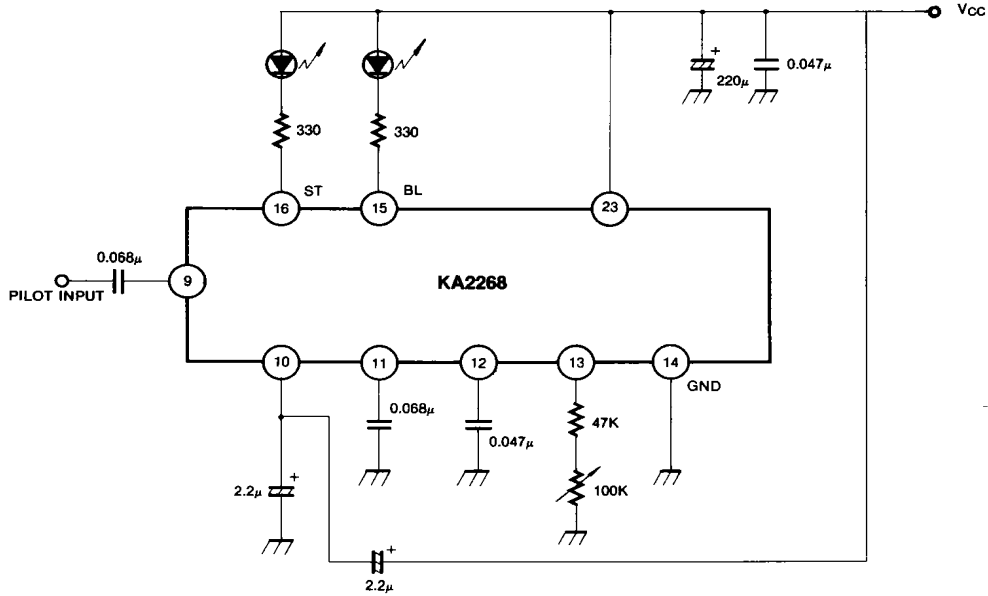 Vcc
+
220μ
0.047μ
330
330
16
ST
15
BL
23
0.068μ
PILOT INPUT
9
KA2268
10
11
12
13
14
GND
0.068μ
0.047μ
47K
100K
+
2.2μ
+
2.2μ